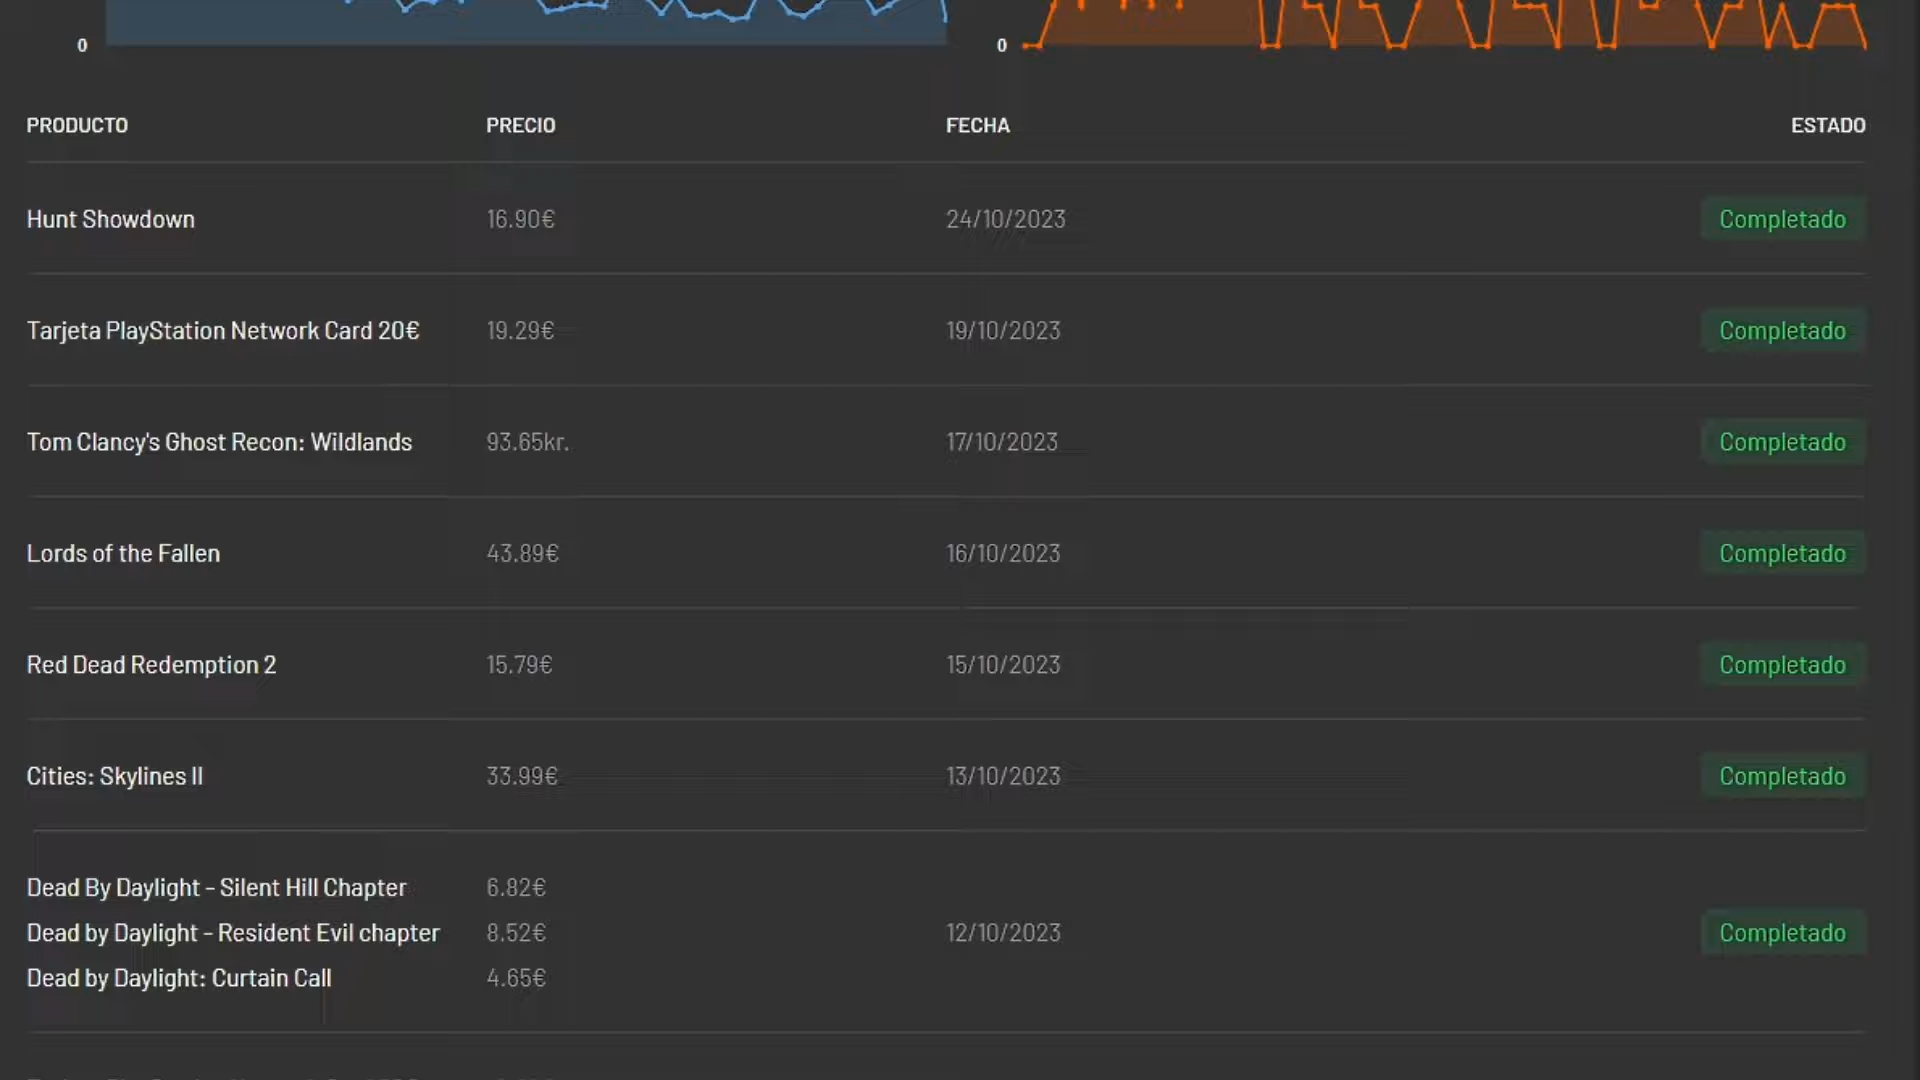 0 0
PRODUCTO PRECIO FECHA ESTADO
Hunt Showdown 16.90€ 24/10/2023 Completado
Tarjeta PlayStation Network Card 20€ 19.29€ 19/10/2023 Completado
Tom Clancy's Ghost Recon: Wildlands 93.65kr. 17/10/2023 Completado
Lords of the Fallen 43.89€ 16/10/2023 Completado
Red Dead Redemption 2 15.79€ 15/10/2023 Completado
Cities: Skylines II 33.99€ 13/10/2023 Completado
Dead By Daylight - Silent Hill Chapter 6.82€
Dead by Daylight - Resident Evil chapter 8.52€ 12/10/2023 Completado
Dead by Daylight: Curtain Call 4.65€